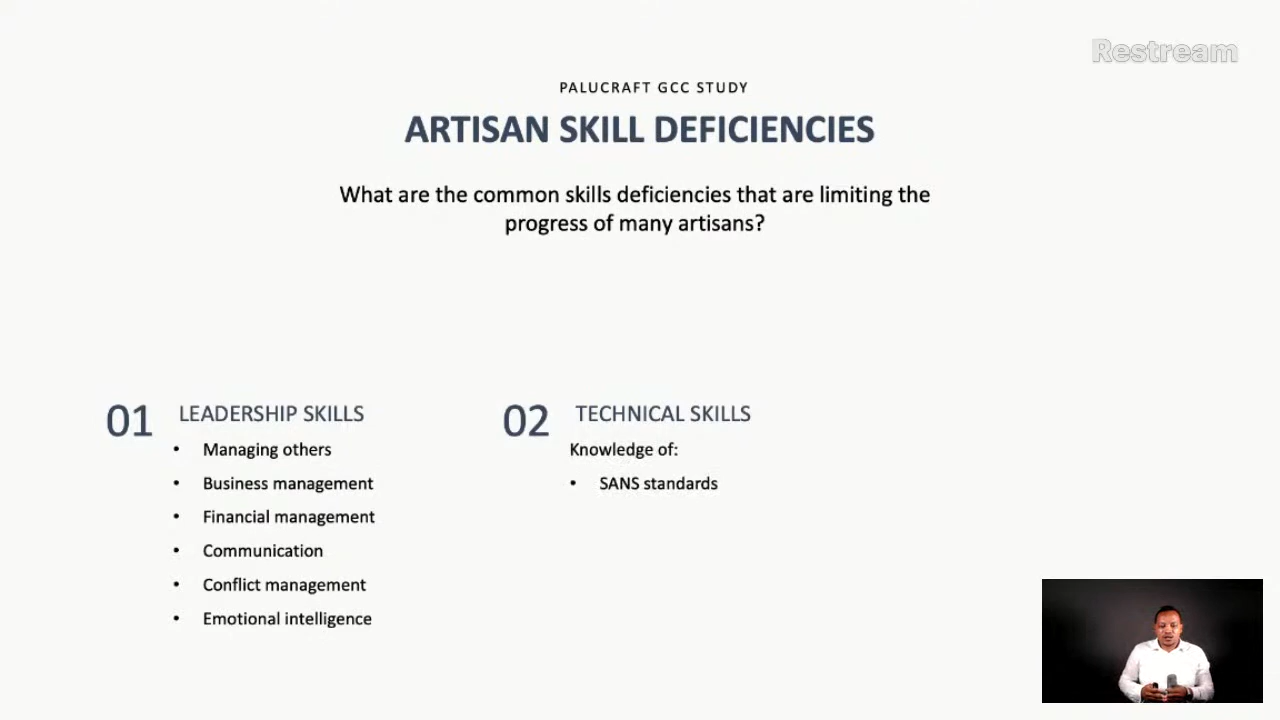 Restream
PALUCRAFT GCC STUDY
ARTISAN SKILL DEFICIENCIES
What are the common skills deficiencies that are limiting the
progress of many artisans?
01 LEADERSHIP SKILLS
• Managing others
• Business management
• Financial management
• Communication
• Conflict management
• Emotional intelligence
02 TECHNICAL SKILLS
Knowledge of:
• SANS standards